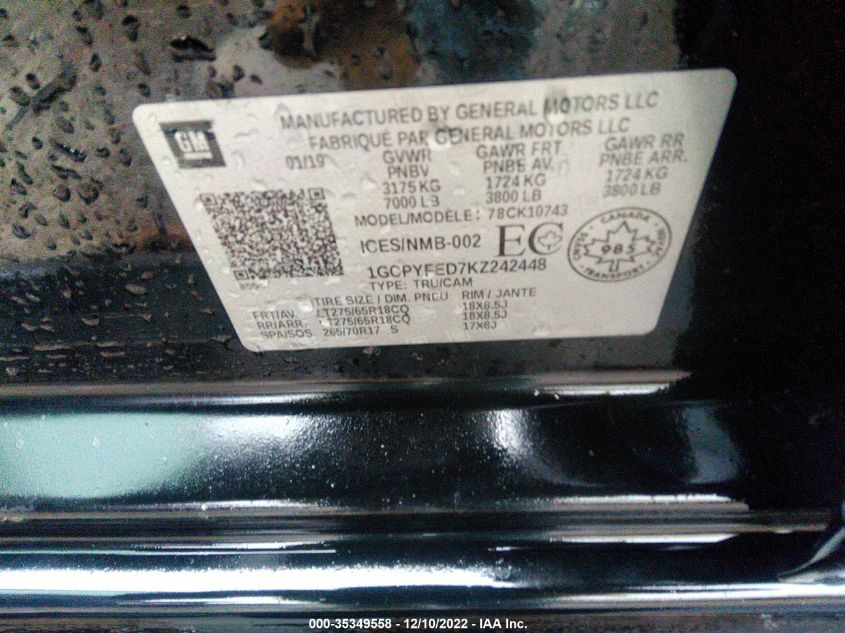 GM
MANUFACTURED BY GENERAL MOTORS LLC
FABRIQUÉ PAR GENERAL MOTORS LLC
01/19 GVWR GAWR FRT GAWR RR
PNBV PNBE AV. PNBE ARR.
3175 KG 1724 KG 1724 KG
7000 LB 3800 LB 3800 LB
MODEL/MODÈLE: 78CK10743
ICES/NMB-002 EC
CANADA
985
TRANSPORT
1GCPYFED7KZ242448
TYPE: TRU/CAM
TIRE SIZE / DIM. PNEU RIM / JANTE
FRT/AV. LT275/65R18CQ 18X8.5J
RR/ARR. LT275/65R18CQ 18X8.5J
SPA/SOS 265/70R17 S 17X8J
000-35349558 - 12/10/2022 - IAA Inc.